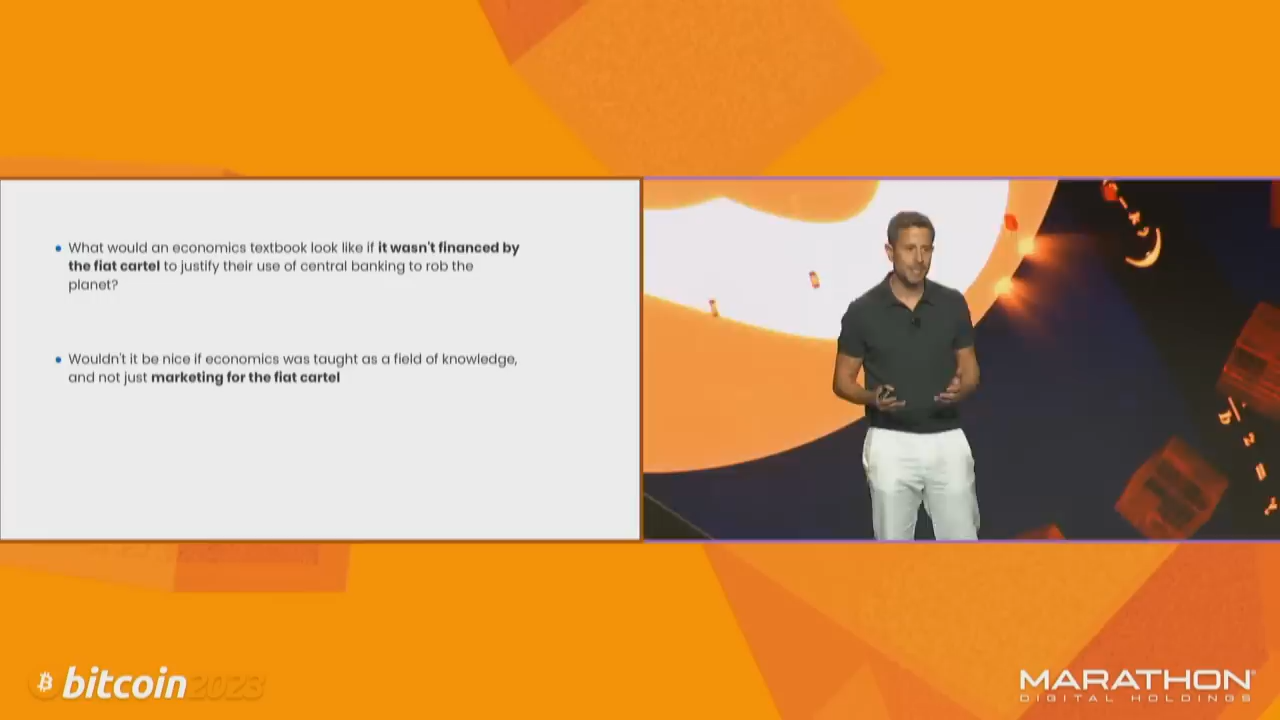 What would an economics textbook look like if it wasn't financed by
the fiat cartel to justify their use of central banking to rob the
planet?
Wouldn't it be nice if economics was taught as a field of knowledge,
and not just marketing for the fiat cartel
bitcoin 2023
MARATHON
DIGITAL HOLDINGS